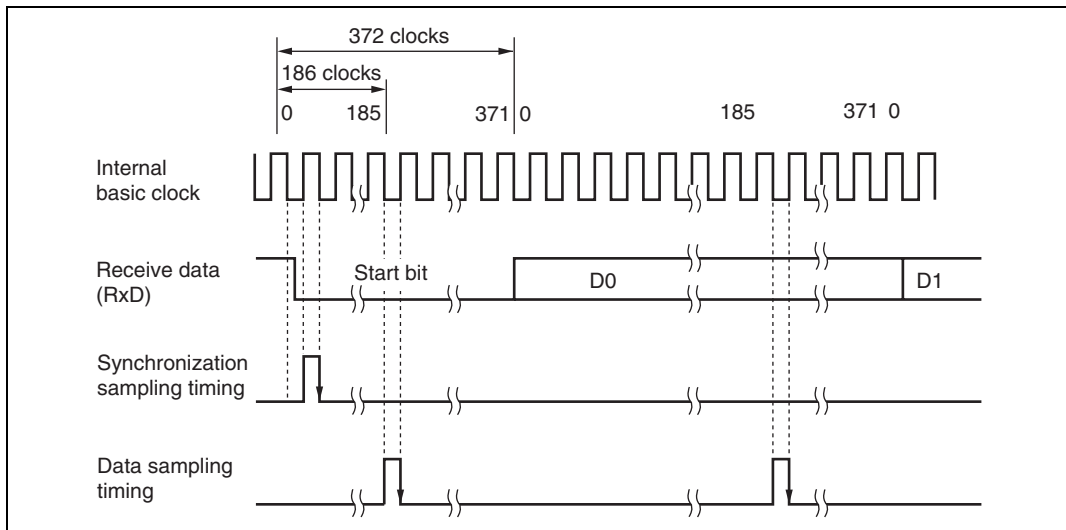 372 clocks
186 clocks
0 185 371 0 185 371 0
Internal
basic clock
Receive data
(RxD)
Start bit D0 D1
Synchronization
sampling timing
Data sampling
timing